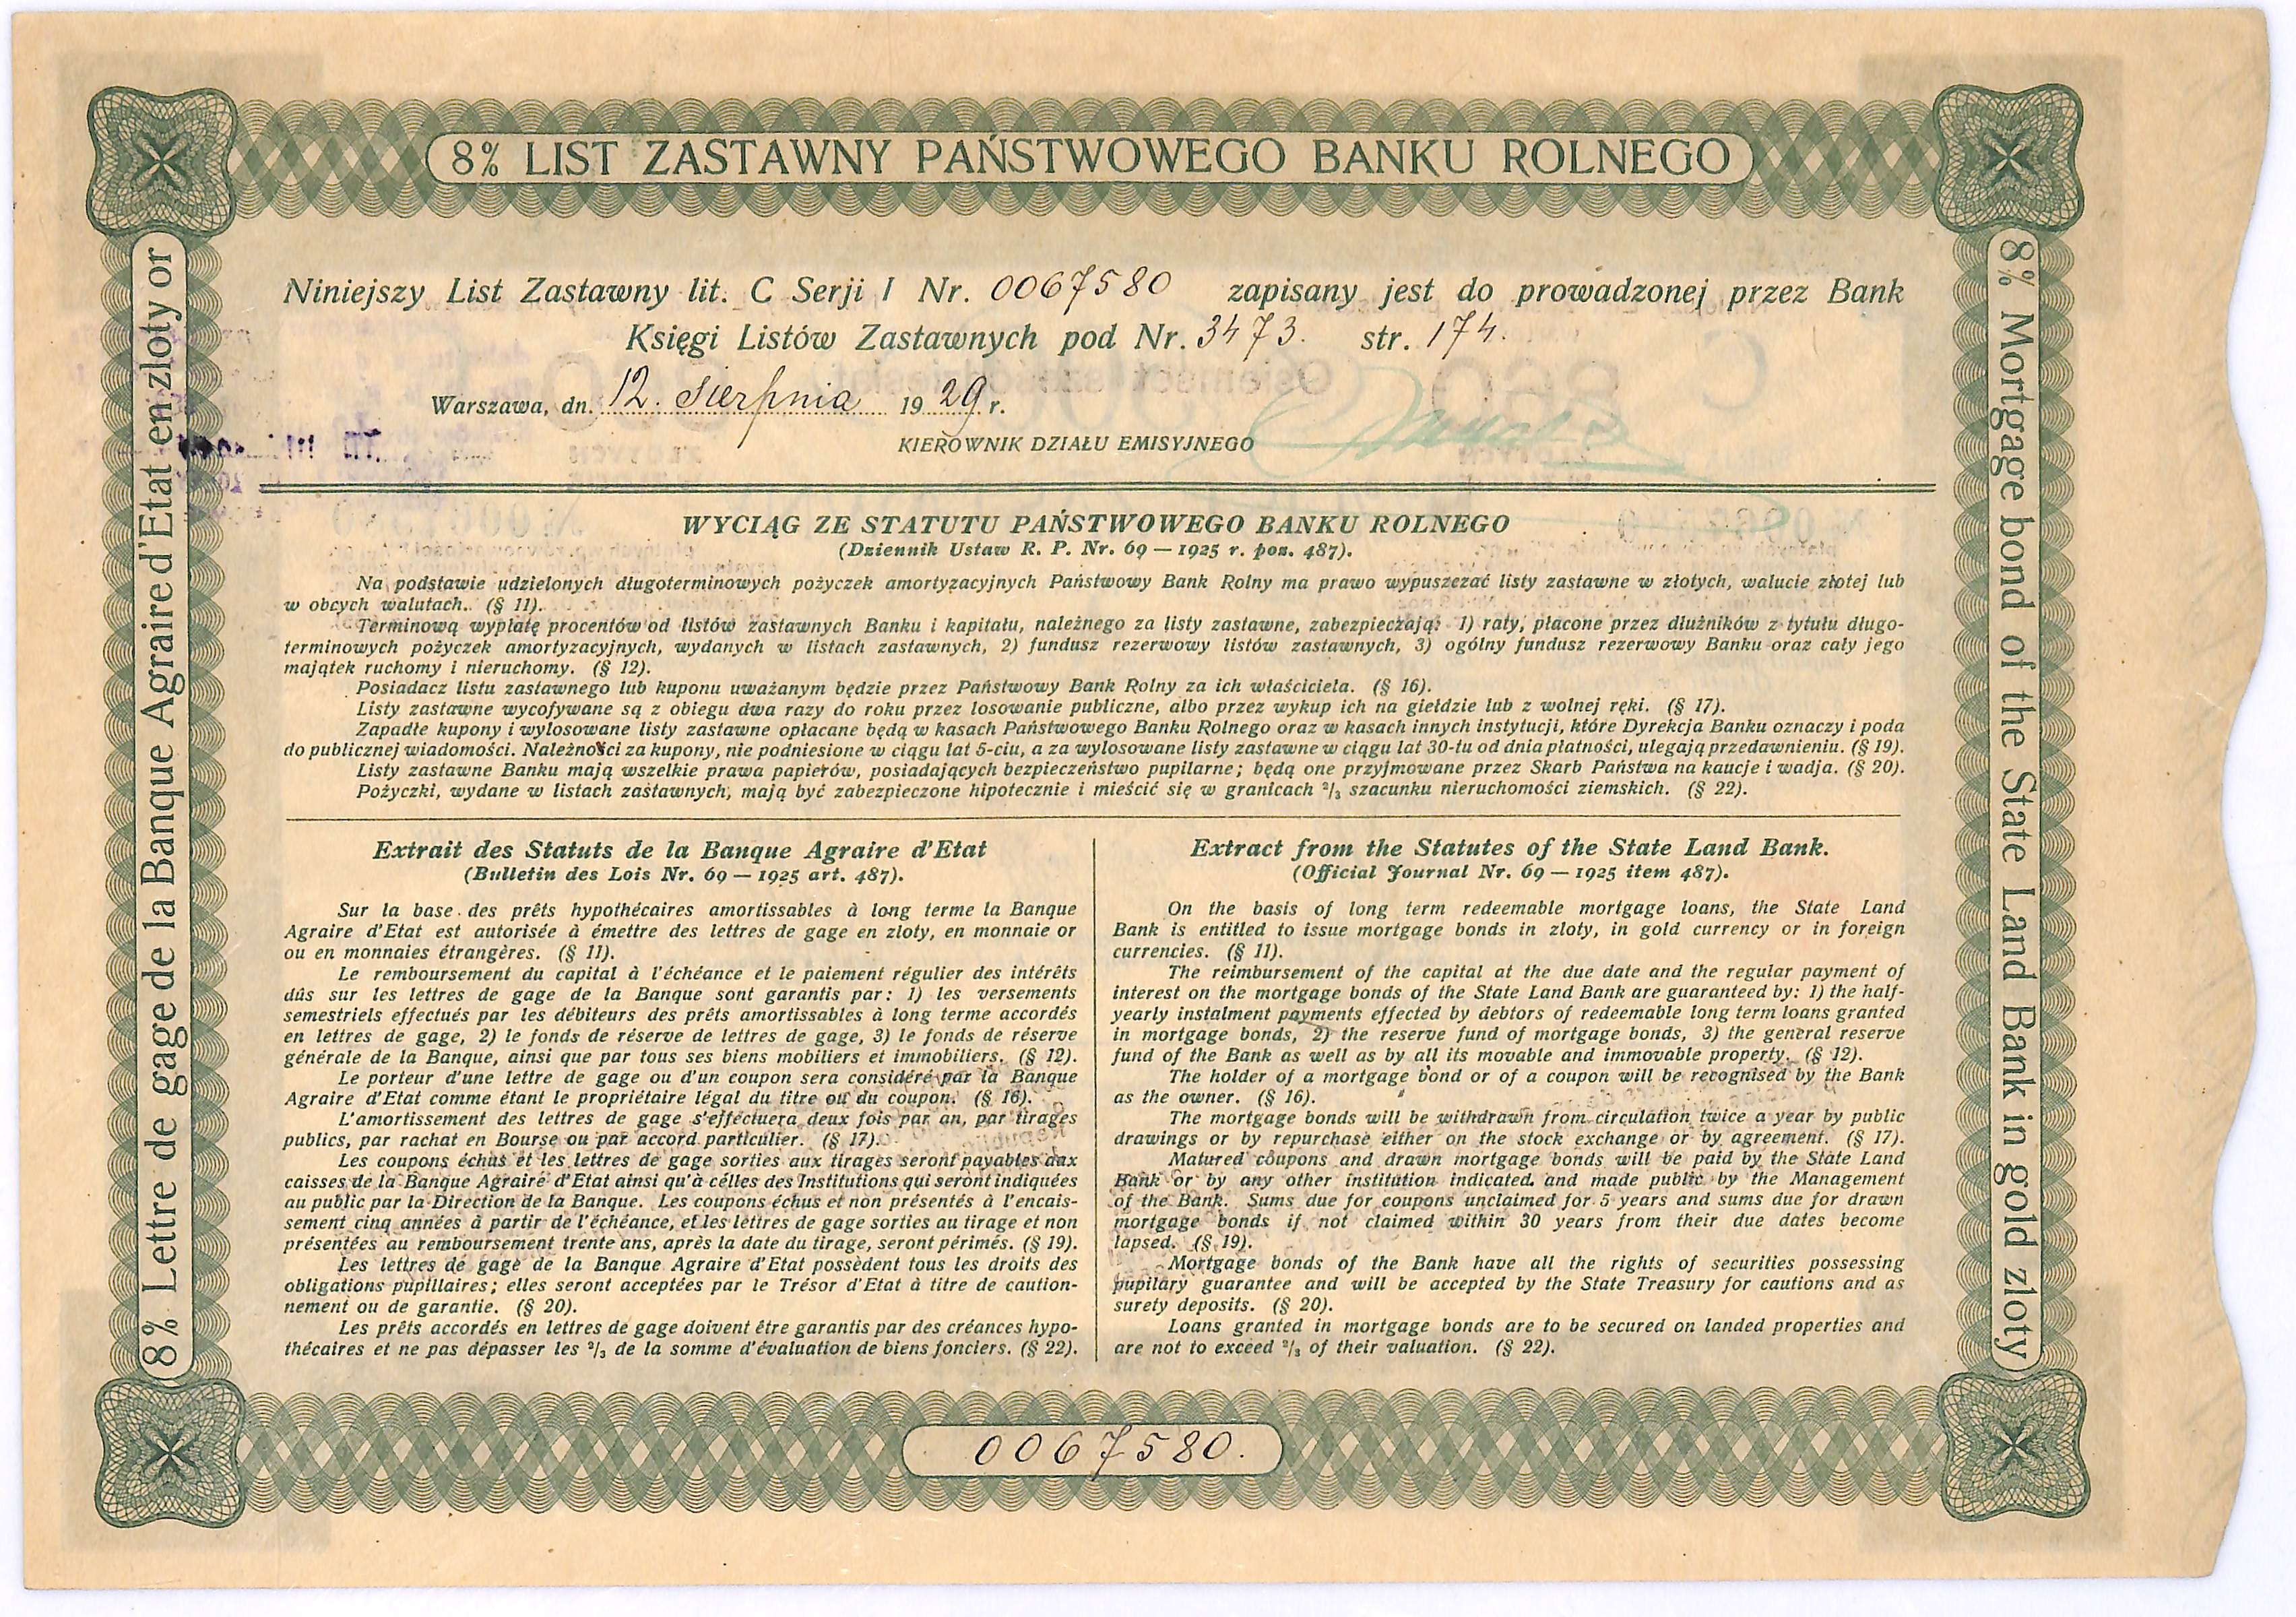 8% LIST ZASTAWNY PAŃSTWOWEGO BANKU ROLNEGO
8% Lettre de gage de la Banque Agraire d'Etat en zloty or
8% Mortgage bond of the State Land Bank in gold zloty
Niniejszy List Zastawny lit. C Serji I Nr. 0067580 zapisany jest do prowadzonej przez Bank
Księgi Listów Zastawnych pod Nr. 3473. str. 174.
Warszawa, dn. 12. sierpnia 1929 r.
KIEROWNIK DZIAŁU EMISYJNEGO
WYCIĄG ZE STATUTU PAŃSTWOWEGO BANKU ROLNEGO
(Dziennik Ustaw R. P. Nr. 69 — 1925 r. poz. 487).
Na podstawie udzielonych długoterminowych pożyczek amortyzacyjnych Państwowy Bank Rolny ma prawo wypuszezać listy zastawne w złotych, walucie złotej lub
w obcych walutach. (§ 11).
Terminową wypłatę procentów od listów zastawnych Banku i kapitału, należnego za listy zastawne, zabezpieczają: 1) raty, płacone przez dłużników z tytułu długo-
terminowych pożyczek amortyzacyjnych, wydanych w listach zastawnych, 2) fundusz rezerwowy listów zastawnych, 3) ogólny fundusz rezerwowy Banku oraz cały jego
majątek ruchomy i nieruchomy. (§ 12).
Posiadacz listu zastawnego lub kuponu uważanym będzie przez Państwowy Bank Rolny za ich właściciela. (§ 16).
Listy zastawne wycofywane są z obiegu dwa razy do roku przez losowanie publiczne, albo przez wykup ich na giełdzie lub z wolnej ręki. (§ 17).
Zapadłe kupony i wylosowane listy zastawne opłacane będą w kasach Państwowego Banku Rolnego oraz w kasach innych instytucji, które Dyrekcja Banku oznaczy i poda
do publicznej wiadomości. Należności za kupony, nie podniesione w ciągu lat 5-ciu, a za wylosowane listy zastawne w ciągu lat 30-tu od dnia płatności, ulegają przedawnieniu. (§ 19).
Listy zastawne Banku mają wszelkie prawa papierów, posiadających bezpieczeństwo pupilarne; będą one przyjmowane przez Skarb Państwa na kaucje i wadja. (§ 20).
Pożyczki, wydane w listach zastawnych, mają być zabezpieczone hipotecznie i mieścić się w granicach ²/₃ szacunku nieruchomości ziemskich. (§ 22).
Extrait des Statuts de la Banque Agraire d'Etat
(Bulletin des Lois Nr. 69 — 1925 art. 487).
Sur la base des prêts hypothécaires amortissables à long terme la Banque
Agraire d'Etat est autorisée à émettre des lettres de gage en zloty, en monnaie or
ou en monnaies étrangères. (§ 11).
Le remboursement du capital à l'échéance et le paiement régulier des intérêts
dûs sur les lettres de gage de la Banque sont garantis par: 1) les versements
semestriels effectués par les débiteurs des prêts amortissables à long terme accordés
en lettres de gage, 2) le fonds de réserve de lettres de gage, 3) le fonds de réserve
générale de la Banque, ainsi que par tous ses biens mobiliers et immobiliers. (§ 12).
Le porteur d'une lettre de gage ou d'un coupon sera considéré par la Banque
Agraire d'Etat comme étant le propriétaire légal du titre ou du coupon. (§ 16).
L'amortissement des lettres de gage s'effectuera deux fois par an, par tirages
publics, par rachat en Bourse ou par accord particulier. (§ 17).
Les coupons échus et les lettres de gage sorties aux tirages seront payables aux
caisses de la Banque Agraire d'Etat ainsi qu'à célles des Institutions qui seront indiquées
au public par la Direction de la Banque. Les coupons échus et non présentés à l'encais-
sement cinq années à partir de l'échéance, et les lettres de gage sorties au tirage et non
présentées au remboursement trente ans, après la date du tirage, seront périmés. (§ 19).
Les lettres de gage de la Banque Agraire d'Etat possèdent tous les droits des
obligations pupillaires; elles seront acceptées par le Trésor d'Etat à titre de caution-
nement ou de garantie. (§ 20).
Les prêts accordés en lettres de gage doivent être garantis par des créances hypo-
thécaires et ne pas dépasser les ²/₃ de la somme d'évaluation de biens fonciers. (§ 22).
Extract from the Statutes of the State Land Bank.
(Official Journal Nr. 69 — 1925 item 487).
On the basis of long term redeemable mortgage loans, the State Land
Bank is entitled to issue mortgage bonds in zloty, in gold currency or in foreign
currencies. (§ 11).
The reimbursement of the capital at the due date and the regular payment of
interest on the mortgage bonds of the State Land Bank are guaranteed by: 1) the half-
yearly instalment payments effected by debtors of redeemable long term loans granted
in mortgage bonds, 2) the reserve fund of mortgage bonds, 3) the general reserve
fund of the Bank as well as by all its movable and immovable property. (§ 12).
The holder of a mortgage bond or of a coupon will be recognised by the Bank
as the owner. (§ 16).
The mortgage bonds will be withdrawn from circulation twice a year by public
drawings or by repurchase either on the stock exchange or by agreement. (§ 17).
Matured coupons and drawn mortgage bonds will be paid by the State Land
Bank or by any other institution indicated and made public by the Management
of the Bank. Sums due for coupons unclaimed for 5 years and sums due for drawn
mortgage bonds if not claimed within 30 years from their due dates become
lapsed. (§ 19).
Mortgage bonds of the Bank have all the rights of securities possessing
pupilary guarantee and will be accepted by the State Treasury for cautions and as
surety deposits. (§ 20).
Loans granted in mortgage bonds are to be secured on landed properties and
are not to exceed ²/₃ of their valuation. (§ 22).
0067580.